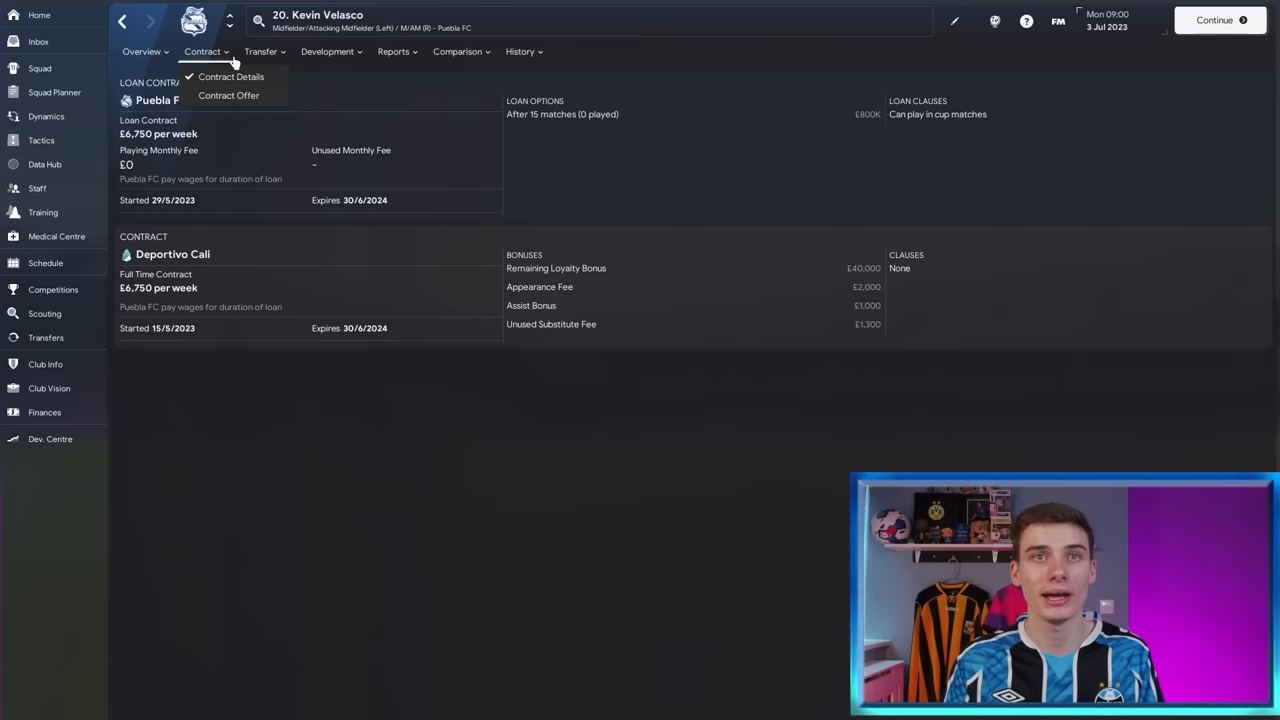 Home
Inbox
Squad
Squad Planner
Dynamics
Tactics
Data Hub
Staff
Training
Medical Centre
Schedule
Competitions
Scouting
Transfers
Club Info
Club Vision
Finances
Dev. Centre
20. Kevin Velasco
Midfielder/Attacking Midfielder (Left) / M/AM (R) - Puebla FC
FM
Mon 09:00
3 Jul 2023
Continue
Overview
Contract
Transfer
Development
Reports
Comparison
History
Contract Details
Contract Offer
LOAN CONTRA
Puebla F
Loan Contract
£6,750 per week
Playing Monthly Fee
Unused Monthly Fee
£0
-
Puebla FC pay wages for duration of loan
Started 29/5/2023
Expires 30/6/2024
LOAN OPTIONS
After 15 matches (0 played)
£800K
LOAN CLAUSES
Can play in cup matches
CONTRACT
Deportivo Cali
Full Time Contract
£6,750 per week
Puebla FC pay wages for duration of loan
Started 15/5/2023
Expires 30/6/2024
BONUSES
Remaining Loyalty Bonus
£40,000
Appearance Fee
£2,000
Assist Bonus
£1,000
Unused Substitute Fee
£1,300
CLAUSES
None